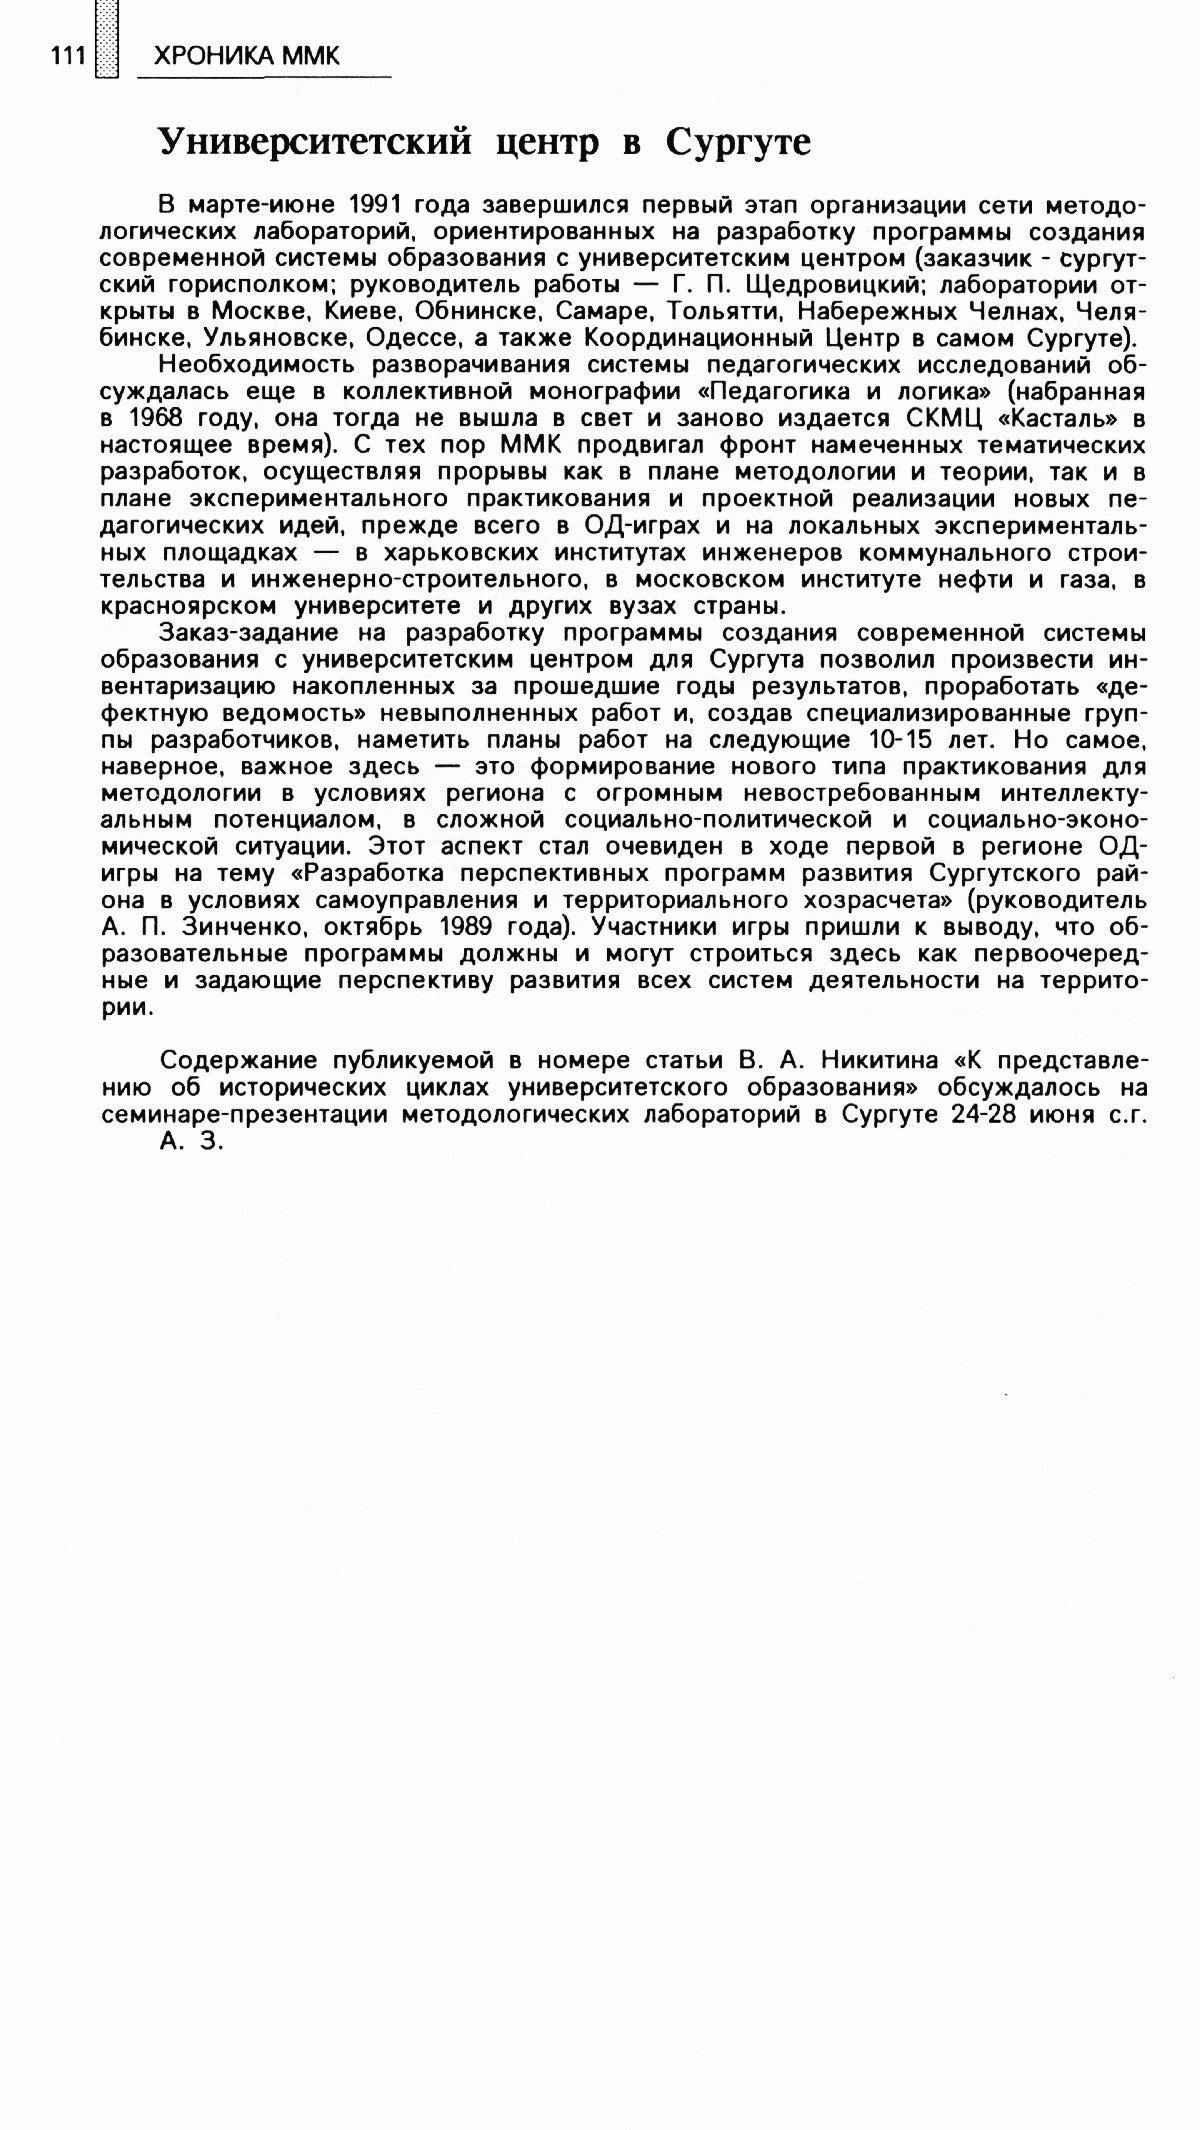 111 ХРОНИКА ММК
Университетский центр в Сургуте
В марте-июне 1991 года завершился первый этап организации сети методо-
логических лабораторий, ориентированных на разработку программы создания
современной системы образования с университетским центром (заказчик - сургут-
ский горисполком; руководитель работы — Г. П. Щедровицкий; лаборатории от-
крыты в Москве, Киеве, Обнинске, Самаре, Тольятти, Набережных Челнах, Челя-
бинске, Ульяновске, Одессе, а также Координационный Центр в самом Сургуте).
Необходимость разворачивания системы педагогических исследований об-
суждалась еще в коллективной монографии «Педагогика и логика» (набранная
в 1968 году, она тогда не вышла в свет и заново издается СКМЦ «Касталь» в
настоящее время). С тех пор ММК продвигал фронт намеченных тематических
разработок, осуществляя прорывы как в плане методологии и теории, так и в
плане экспериментального практикования и проектной реализации новых пе-
дагогических идей, прежде всего в ОД-играх и на локальных эксперименталь-
ных площадках — в харьковских институтах инженеров коммунального строи-
тельства и инженерно-строительного, в московском институте нефти и газа, в
красноярском университете и других вузах страны.
Заказ-задание на разработку программы создания современной системы
образования с университетским центром для Сургута позволил произвести ин-
вентаризацию накопленных за прошедшие годы результатов, проработать «де-
фектную ведомость» невыполненных работ и, создав специализированные груп-
пы разработчиков, наметить планы работ на следующие 10-15 лет. Но самое,
наверное, важное здесь — это формирование нового типа практикования для
методологии в условиях региона с огромным невостребованным интеллекту-
альным потенциалом, в сложной социально-политической и социально-эконо-
мической ситуации. Этот аспект стал очевиден в ходе первой в регионе ОД-
игры на тему «Разработка перспективных программ развития Сургутского рай-
она в условиях самоуправления и территориального хозрасчета» (руководитель
А. П. Зинченко, октябрь 1989 года). Участники игры пришли к выводу, что об-
разовательные программы должны и могут строиться здесь как первоочеред-
ные и задающие перспективу развития всех систем деятельности на террито-
рии.
Содержание публикуемой в номере статьи В. А. Никитина «К представле-
нию об исторических циклах университетского образования» обсуждалось на
семинаре-презентации методологических лабораторий в Сургуте 24-28 июня с.г.
А. З.